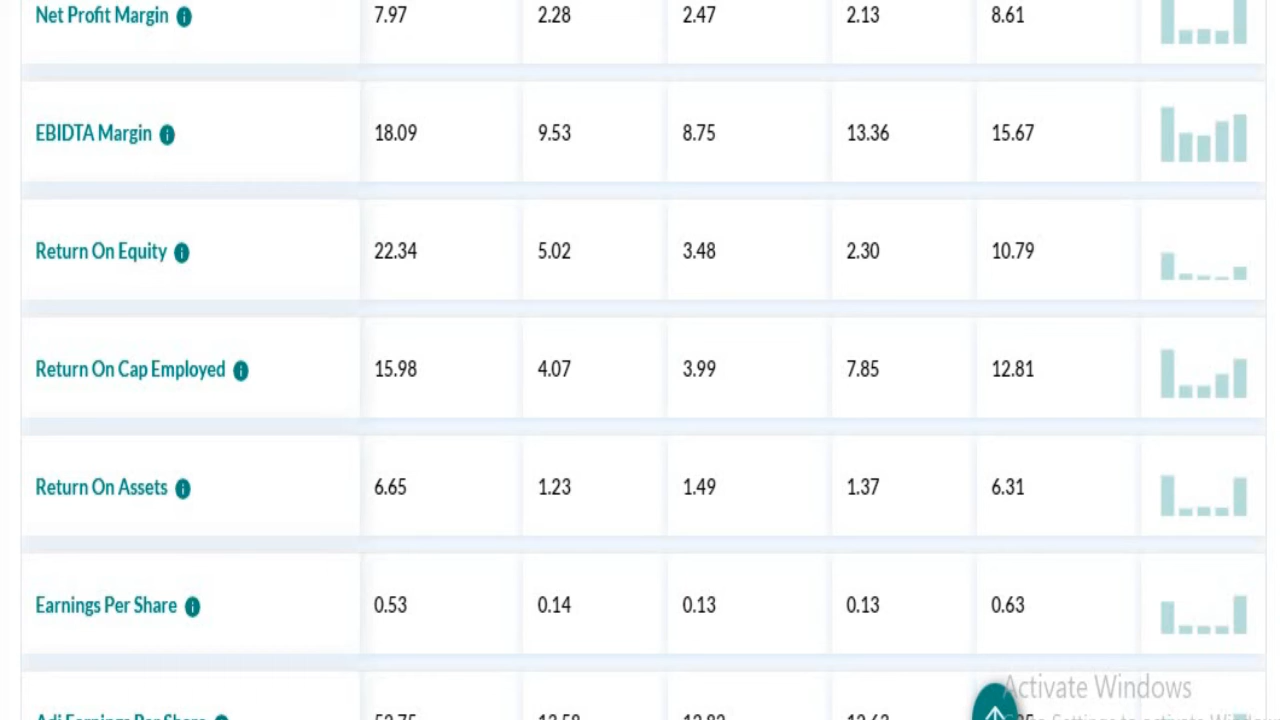 Net Profit Margin 7.97 2.28 2.47 2.13 8.61
EBIDTA Margin 18.09 9.53 8.75 13.36 15.67
Return On Equity 22.34 5.02 3.48 2.30 10.79
Return On Cap Employed 15.98 4.07 3.99 7.85 12.81
Return On Assets 6.65 1.23 1.49 1.37 6.31
Earnings Per Share 0.53 0.14 0.13 0.13 0.63
Activate Windows
Adj Earnings Per Share